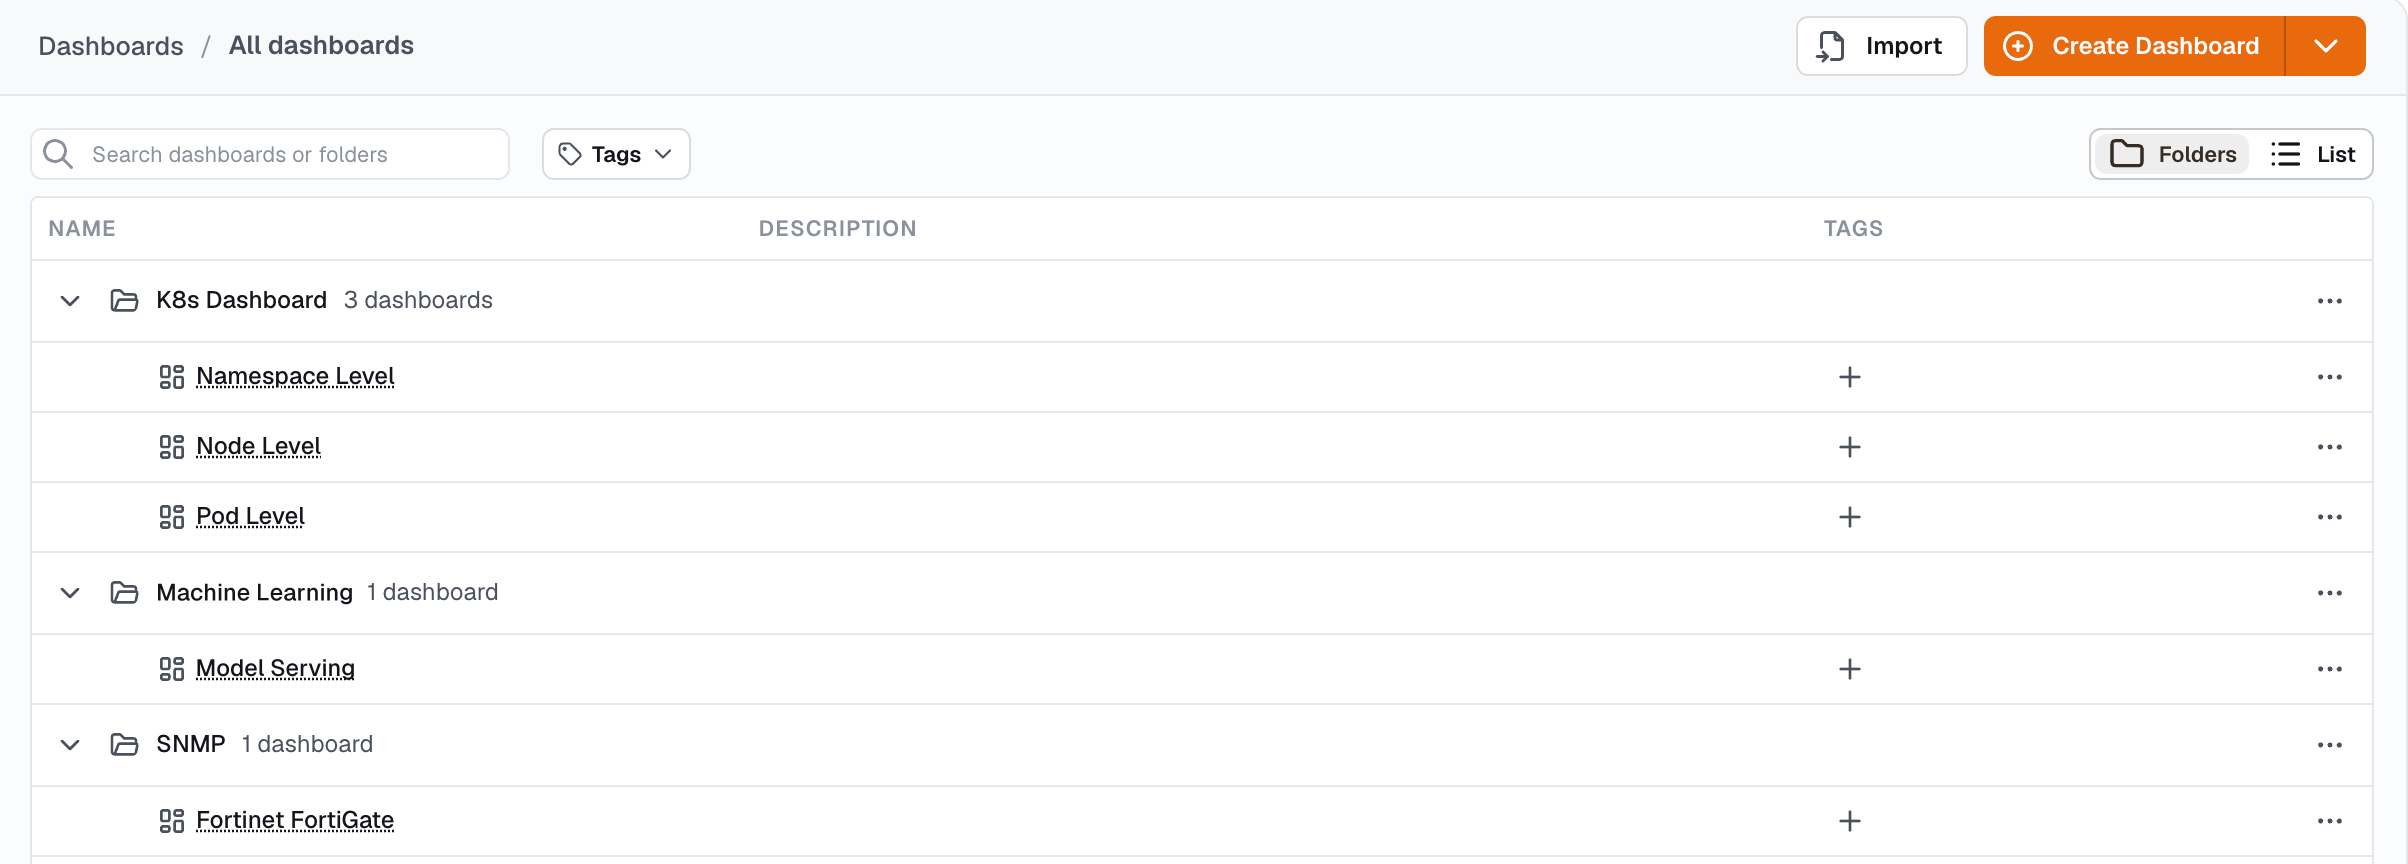 Dashboards / All dashboards
Import
Create Dashboard
Search dashboards or folders
Tags
Folders
List
NAME DESCRIPTION TAGS
K8s Dashboard 3 dashboards
Namespace Level
Node Level
Pod Level
Machine Learning 1 dashboard
Model Serving
SNMP 1 dashboard
Fortinet FortiGate